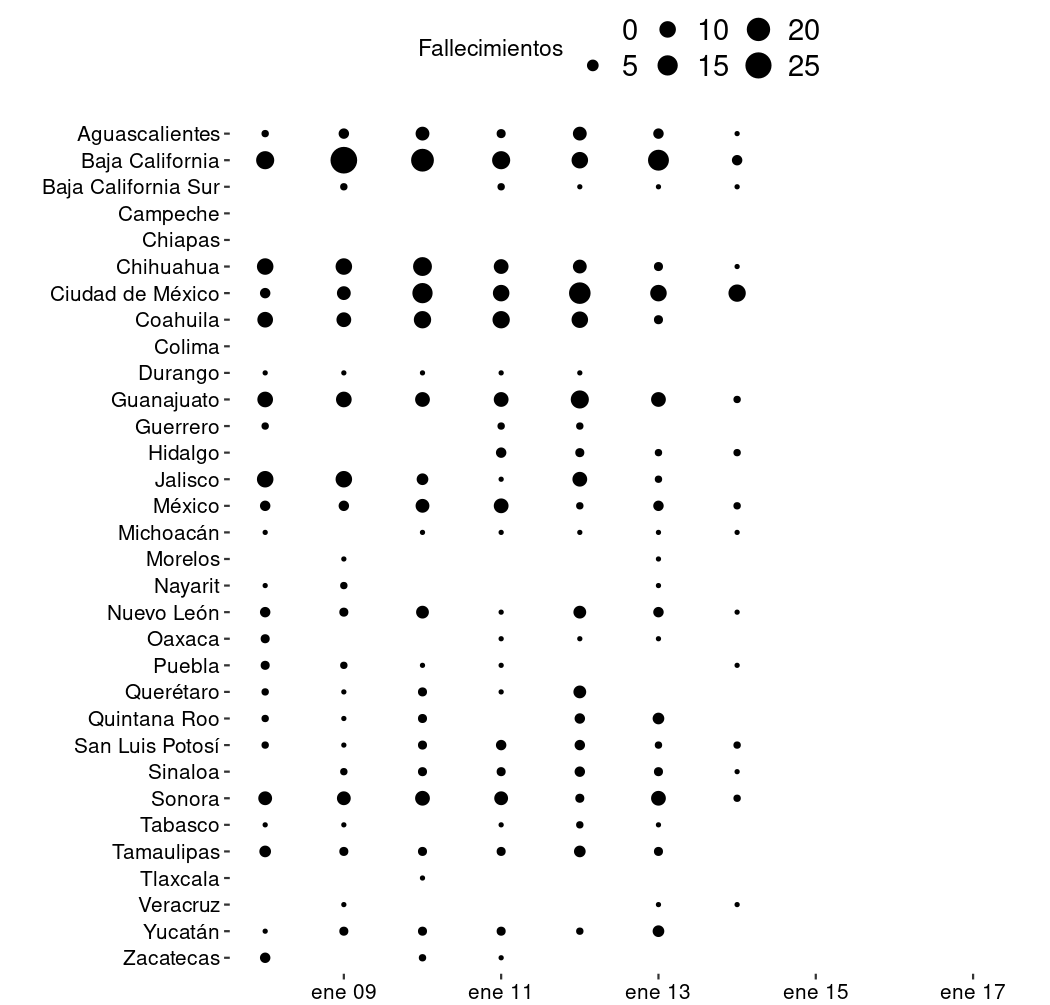 Fallecimientos
0 10 20
5 15 25
Aguascalientes
Baja California
Baja California Sur
Campeche
Chiapas
Chihuahua
Ciudad de México
Coahuila
Colima
Durango
Guanajuato
Guerrero
Hidalgo
Jalisco
México
Michoacán
Morelos
Nayarit
Nuevo León
Oaxaca
Puebla
Querétaro
Quintana Roo
San Luis Potosí
Sinaloa
Sonora
Tabasco
Tamaulipas
Tlaxcala
Veracruz
Yucatán
Zacatecas
ene 09 ene 11 ene 13 ene 15 ene 17